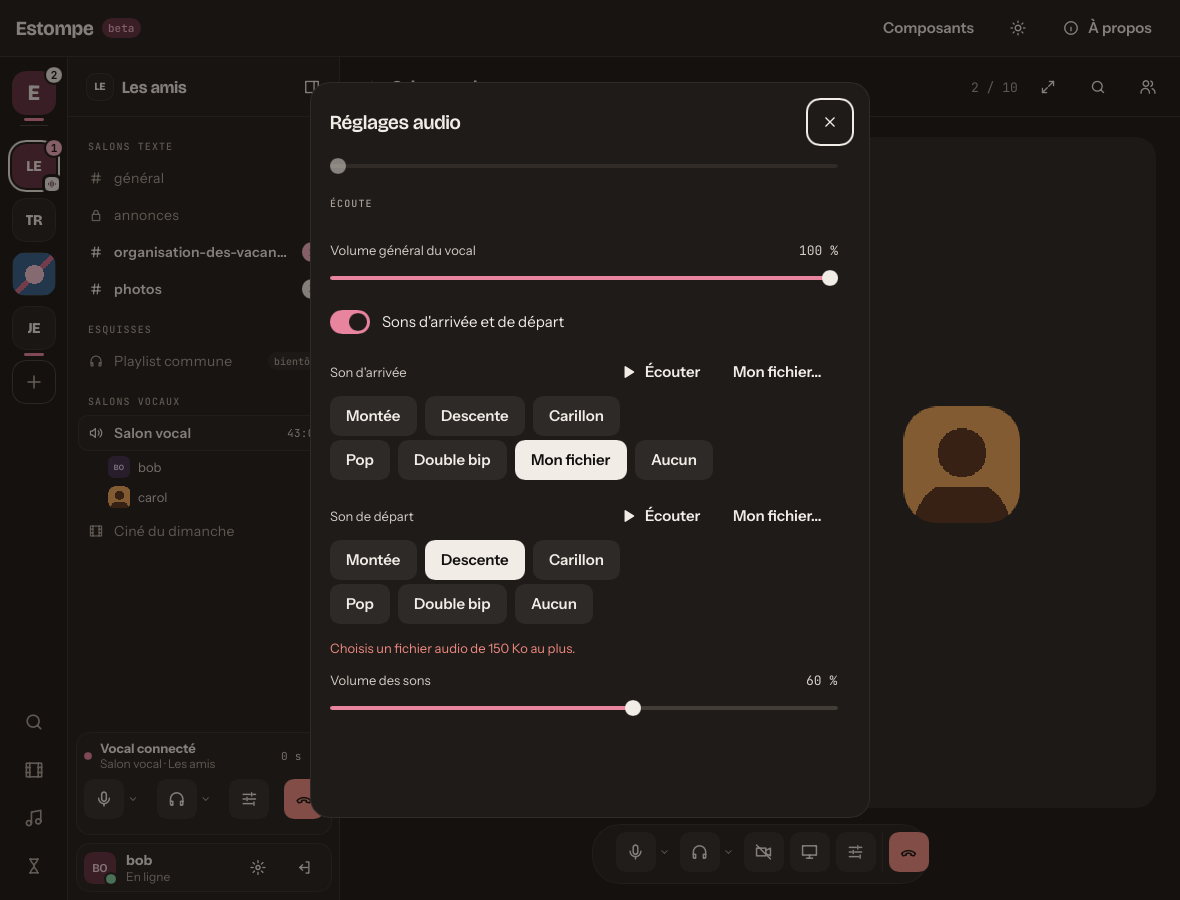 Estompe beta
Composants
À propos
E 2
LE Les amis
2 / 10
SALONS TEXTE
LE 1
général
TR
annonces
organisation-des-vacan…
photos
JE
ESQUISSES
Playlist commune
SALONS VOCAUX
Salon vocal
BO bob
carol
Ciné du dimanche
Vocal connecté
Salon vocal · Les amis
0 s
BO bob
En ligne
Réglages audio
ÉCOUTE
Volume général du vocal 100 %
Sons d'arrivée et de départ
Son d'arrivée Écouter Mon fichier…
Montée Descente Carillon
Pop Double bip Mon fichier Aucun
Son de départ Écouter Mon fichier…
Montée Descente Carillon
Pop Double bip Aucun
Choisis un fichier audio de 150 Ko au plus.
Volume des sons 60 %